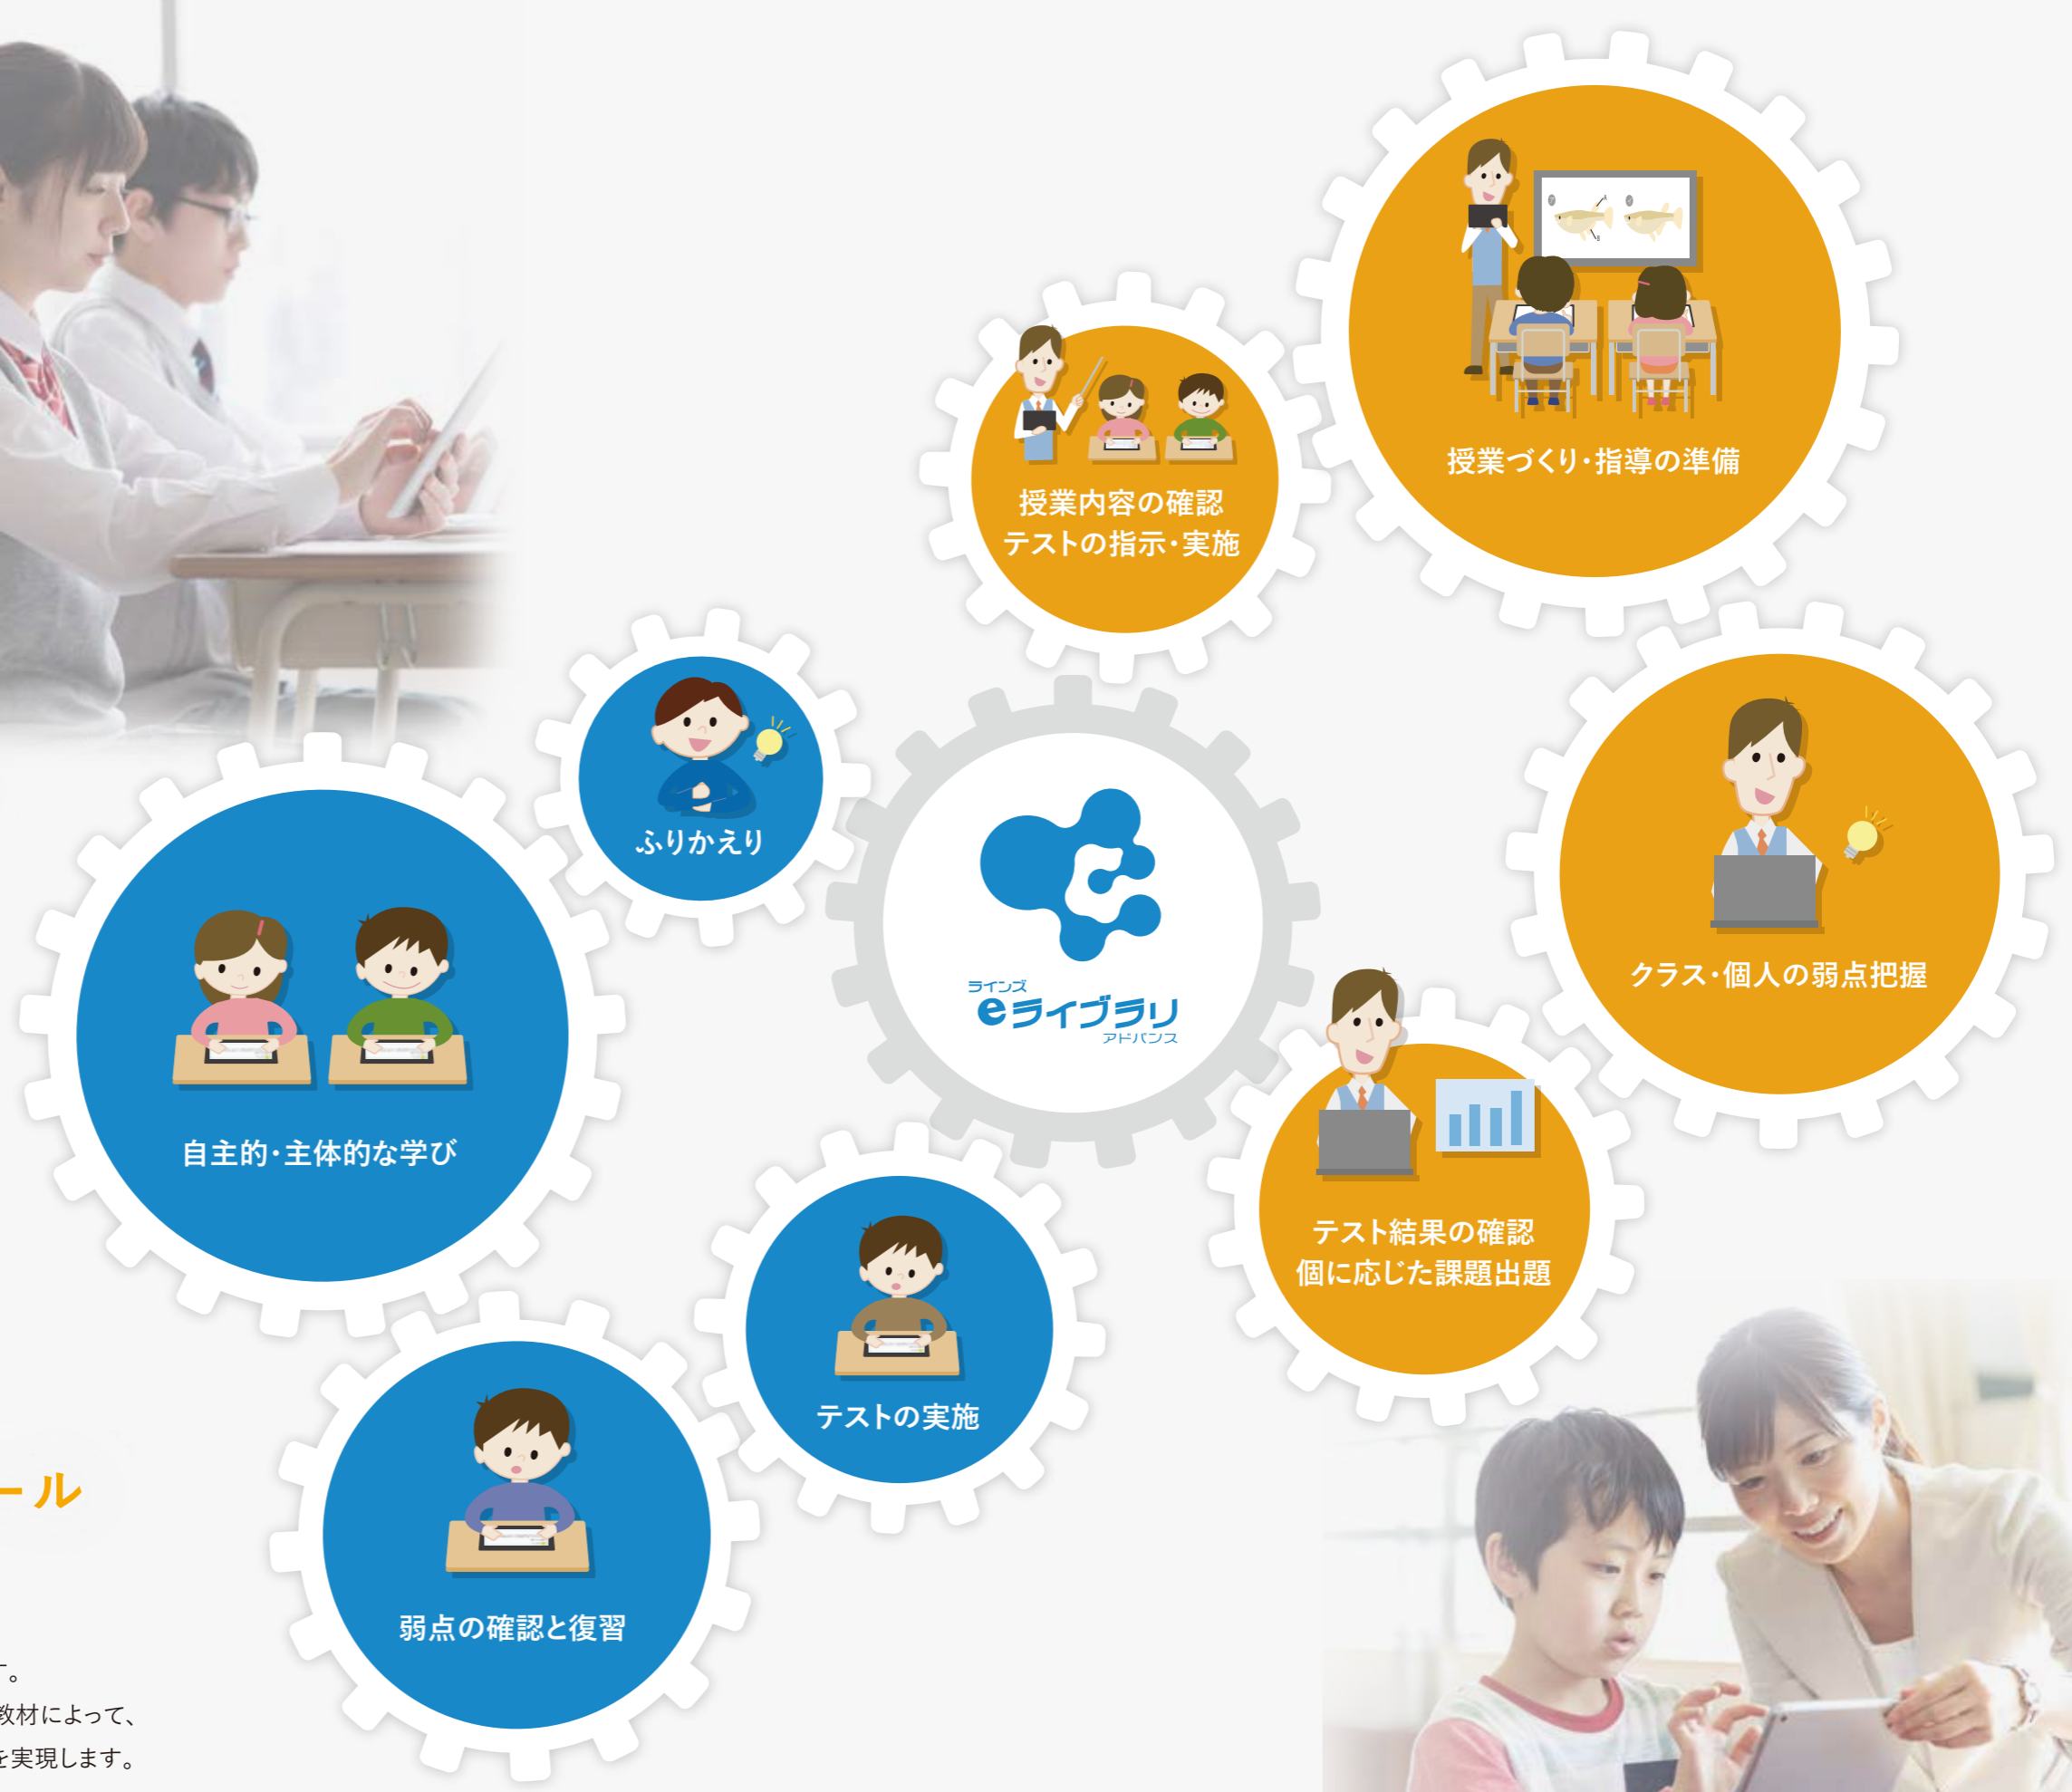 授業づくり・指導の準備
授業内容の確認
テストの指示・実施
ふりかえり
クラス・個人の弱点把握
ラインズ
eライブラリ
アドバンス
自主的・主体的な学び
テスト結果の確認
個に応じた課題出題
テストの実施
弱点の確認と復習
ール
す。
教材によって、
を実現します。